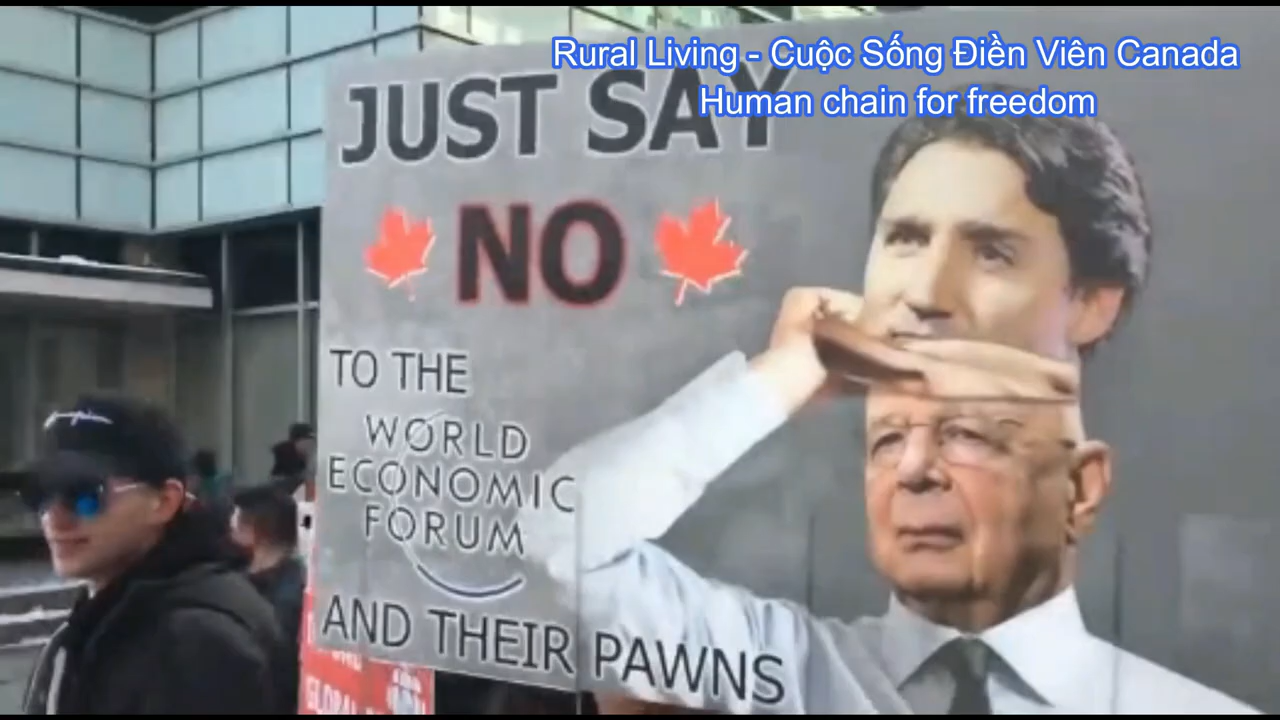 Rural Living - Cuộc Sống Điền Viên Canada
Human chain for freedom
JUST SAY
NO
TO THE
WORLD
ECONOMIC
FORUM
AND THEIR PAWNS
GLOBAL